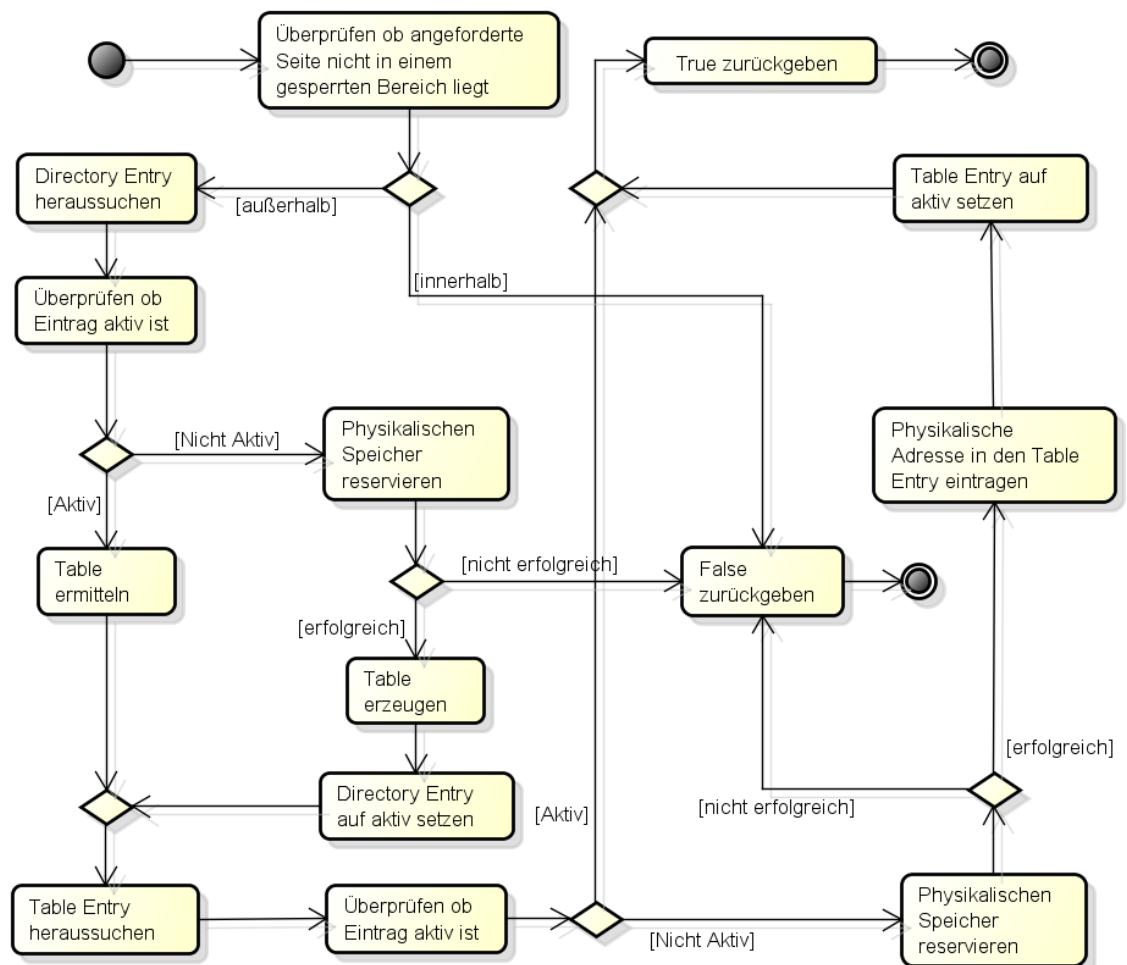 Überprüfen ob angeforderte
Seite nicht in einem
gesperrten Bereich liegt
True zurückgeben
Directory Entry
heraussuchen
[außerhalb]
Table Entry auf
aktiv setzen
[innerhalb]
Überprüfen ob
Eintrag aktiv ist
[Nicht Aktiv]
Physikalischen
Speicher
reservieren
Physikalische
Adresse in den Table
Entry eintragen
[Aktiv]
Table
ermitteln
[nicht erfolgreich]
False
zurückgeben
[erfolgreich]
Table
erzeugen
[erfolgreich]
Directory Entry
auf aktiv setzen
[Aktiv]
[nicht erfolgreich]
Table Entry
heraussuchen
Überprüfen ob
Eintrag aktiv ist
[Nicht Aktiv]
Physikalischen
Speicher
reservieren